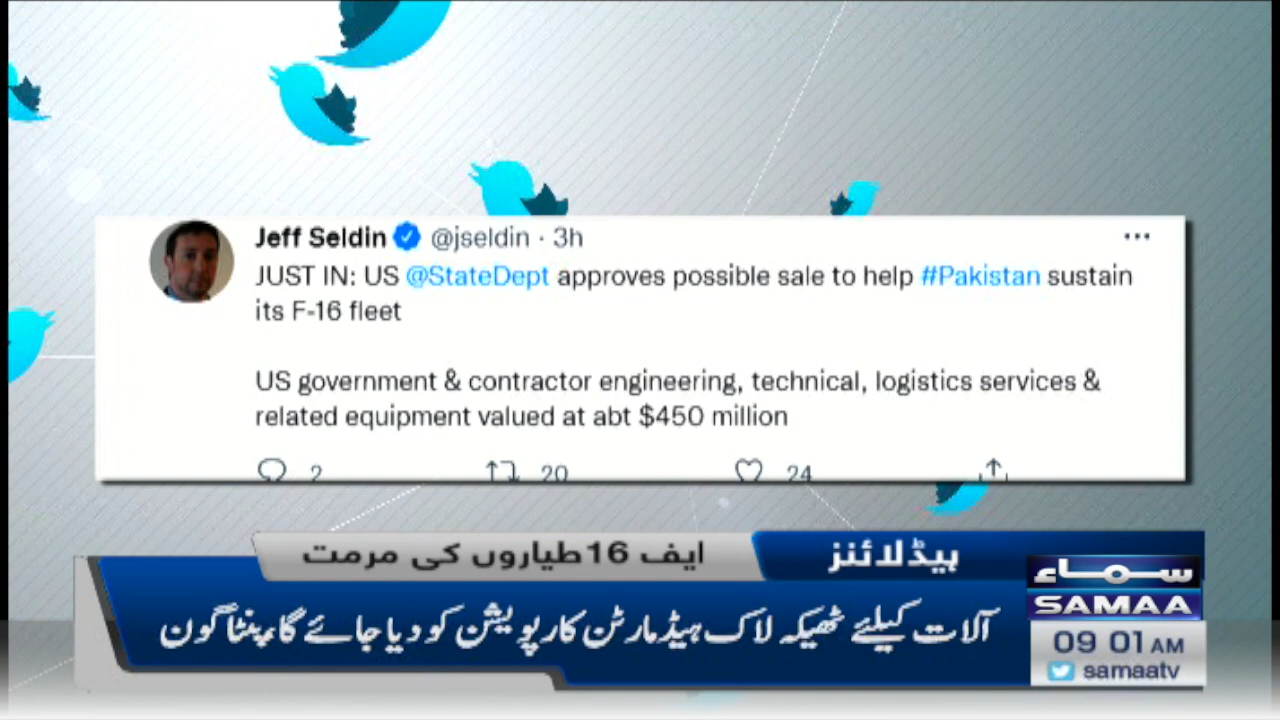 Jeff Seldin @jseldin · 3h
JUST IN: US @StateDept approves possible sale to help #Pakistan sustain
its F-16 fleet
US government & contractor engineering, technical, logistics services &
related equipment valued at abt $450 million
2 20 24
ہیڈلائنز
ایف 16 طیاروں کی مرمت
آلات کیلئے ٹھیکہ لاک ہیڈ مارٹن کارپویشن کو دیا جائے گا، پنٹاگون
سماء
SAMAA
09 01 AM
samaatv